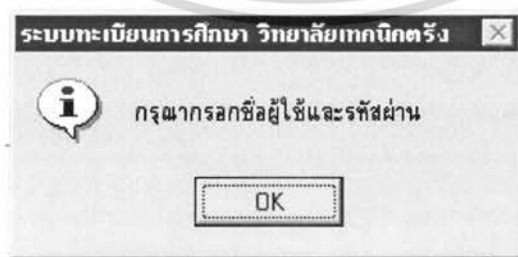 ระบบทะเบียนการศึกษา วิทยาลัยเทคนิคตรัง
กรุณากรอกชื่อผู้ใช้และรหัสผ่าน
OK